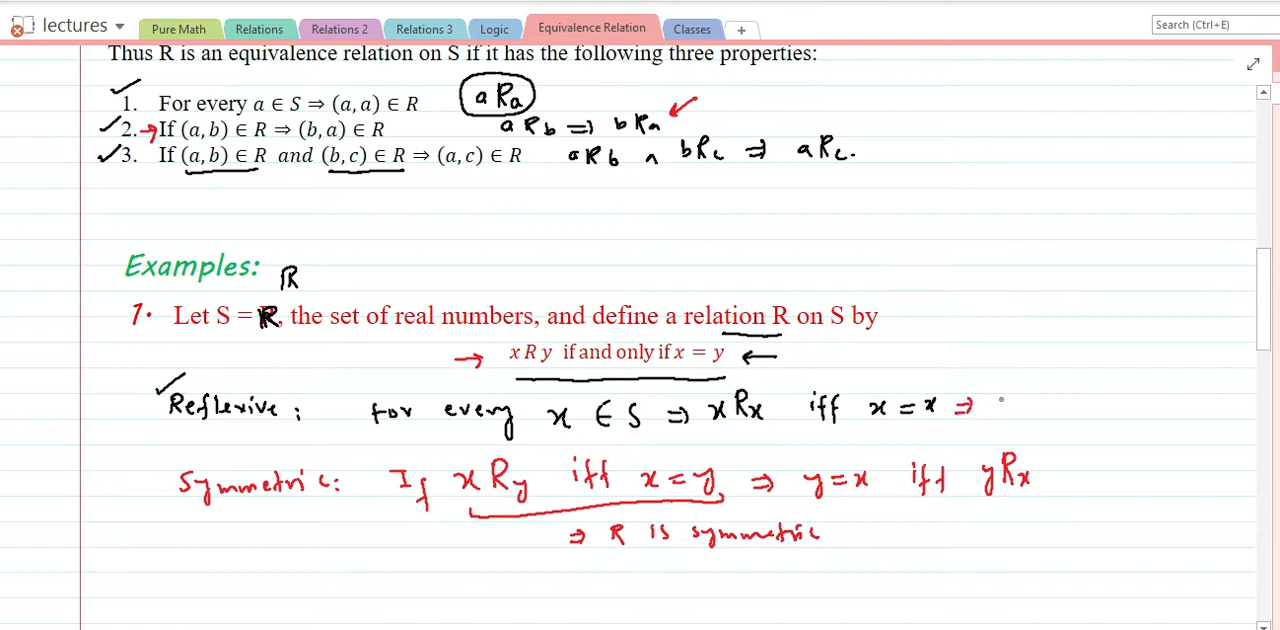 lectures
Pure Math Relations Relations 2 Relations 3 Logic Equivalence Relation Classes +
Search (Ctrl+E)
Thus R is an equivalence relation on S if it has the following three properties:
1. For every a ∈ S ⇒ (a, a) ∈ R aRa
2. If (a, b) ∈ R ⇒ (b, a) ∈ R aRb ⇒ bRa
3. If (a, b) ∈ R and (b, c) ∈ R ⇒ (a, c) ∈ R aRb ∧ bRc ⇒ aRc.
Examples: ℝ
1. Let S = ℝ, the set of real numbers, and define a relation R on S by
x R y if and only if x = y
Reflexive: for every x ∈ S ⇒ xRx iff x = x ⇒
Symmetric: If xRy iff x = y ⇒ y = x iff yRx
⇒ R is symmetric